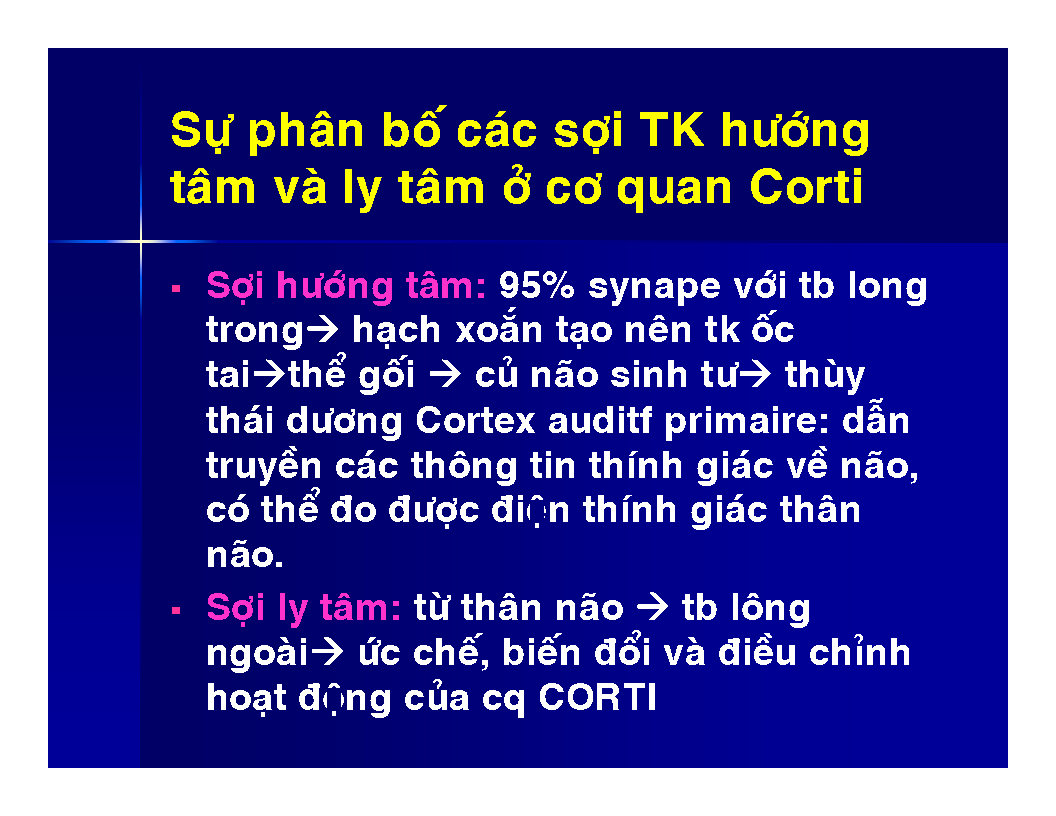 Sự phân bố các sợi TK hướng
tâm và ly tâm ở cơ quan Corti
▪ Sợi hướng tâm: 95% synape với tb long
trong→ hạch xoắn tạo nên tk ốc
tai→thể gối → củ não sinh tư→ thùy
thái dương Cortex auditf primaire: dẫn
truyền các thông tin thính giác về não,
có thể đo được điện thính giác thân
não.
▪ Sợi ly tâm: từ thân não → tb lông
ngoài→ ức chế, biến đổi và điều chỉnh
hoạt động của cq CORTI